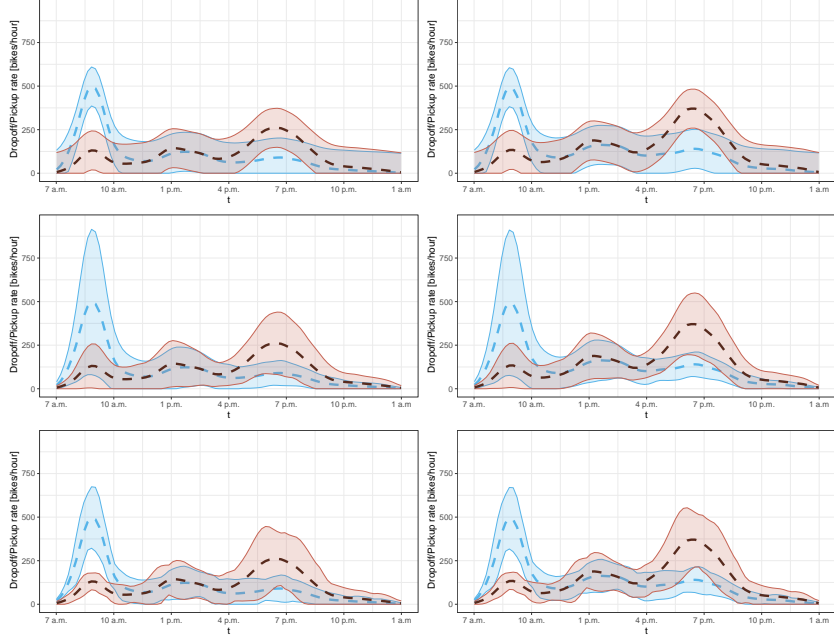 Dropoff/Pickup rate [bikes/hour]
750
500
250
0
7 a.m. 10 a.m. 1 p.m. 4 p.m. 7 p.m. 10 p.m. 1 a.m
t
Dropoff/Pickup rate [bikes/hour]
750
500
250
0
7 a.m. 10 a.m. 1 p.m. 4 p.m. 7 p.m. 10 p.m. 1 a.m
t
Dropoff/Pickup rate [bikes/hour]
750
500
250
0
7 a.m. 10 a.m. 1 p.m. 4 p.m. 7 p.m. 10 p.m. 1 a.m
t
Dropoff/Pickup rate [bikes/hour]
750
500
250
0
7 a.m. 10 a.m. 1 p.m. 4 p.m. 7 p.m. 10 p.m. 1 a.m
t
Dropoff/Pickup rate [bikes/hour]
750
500
250
0
7 a.m. 10 a.m. 1 p.m. 4 p.m. 7 p.m. 10 p.m. 1 a.m
t
Dropoff/Pickup rate [bikes/hour]
750
500
250
0
7 a.m. 10 a.m. 1 p.m. 4 p.m. 7 p.m. 10 p.m. 1 a.m
t